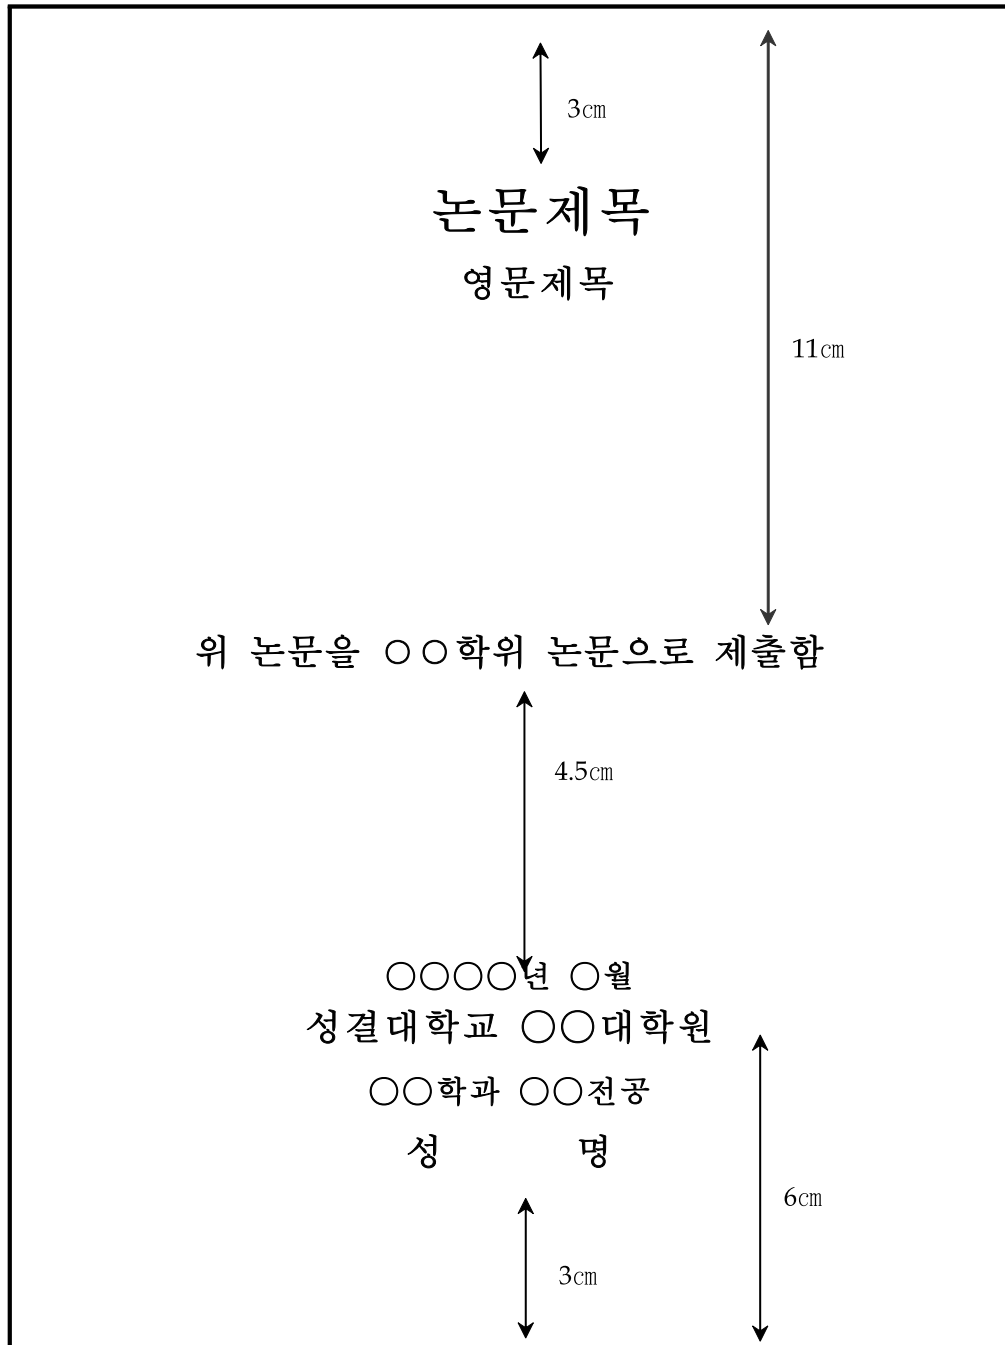 3㎝
논문제목
영문제목
11㎝
위 논문을 ○○학위 논문으로 제출함
4.5㎝
○○○○년 ○월
성결대학교 ○○대학원
○○학과 ○○전공
성 명
6㎝
3㎝